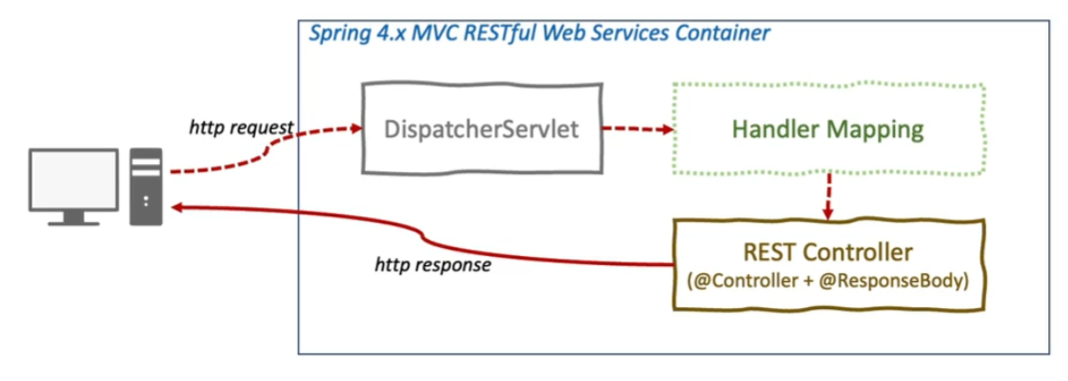 Spring 4.x MVC RESTful Web Services Container
http request
DispatcherServlet
Handler Mapping
REST Controller
(@Controller + @ResponseBody)
http response